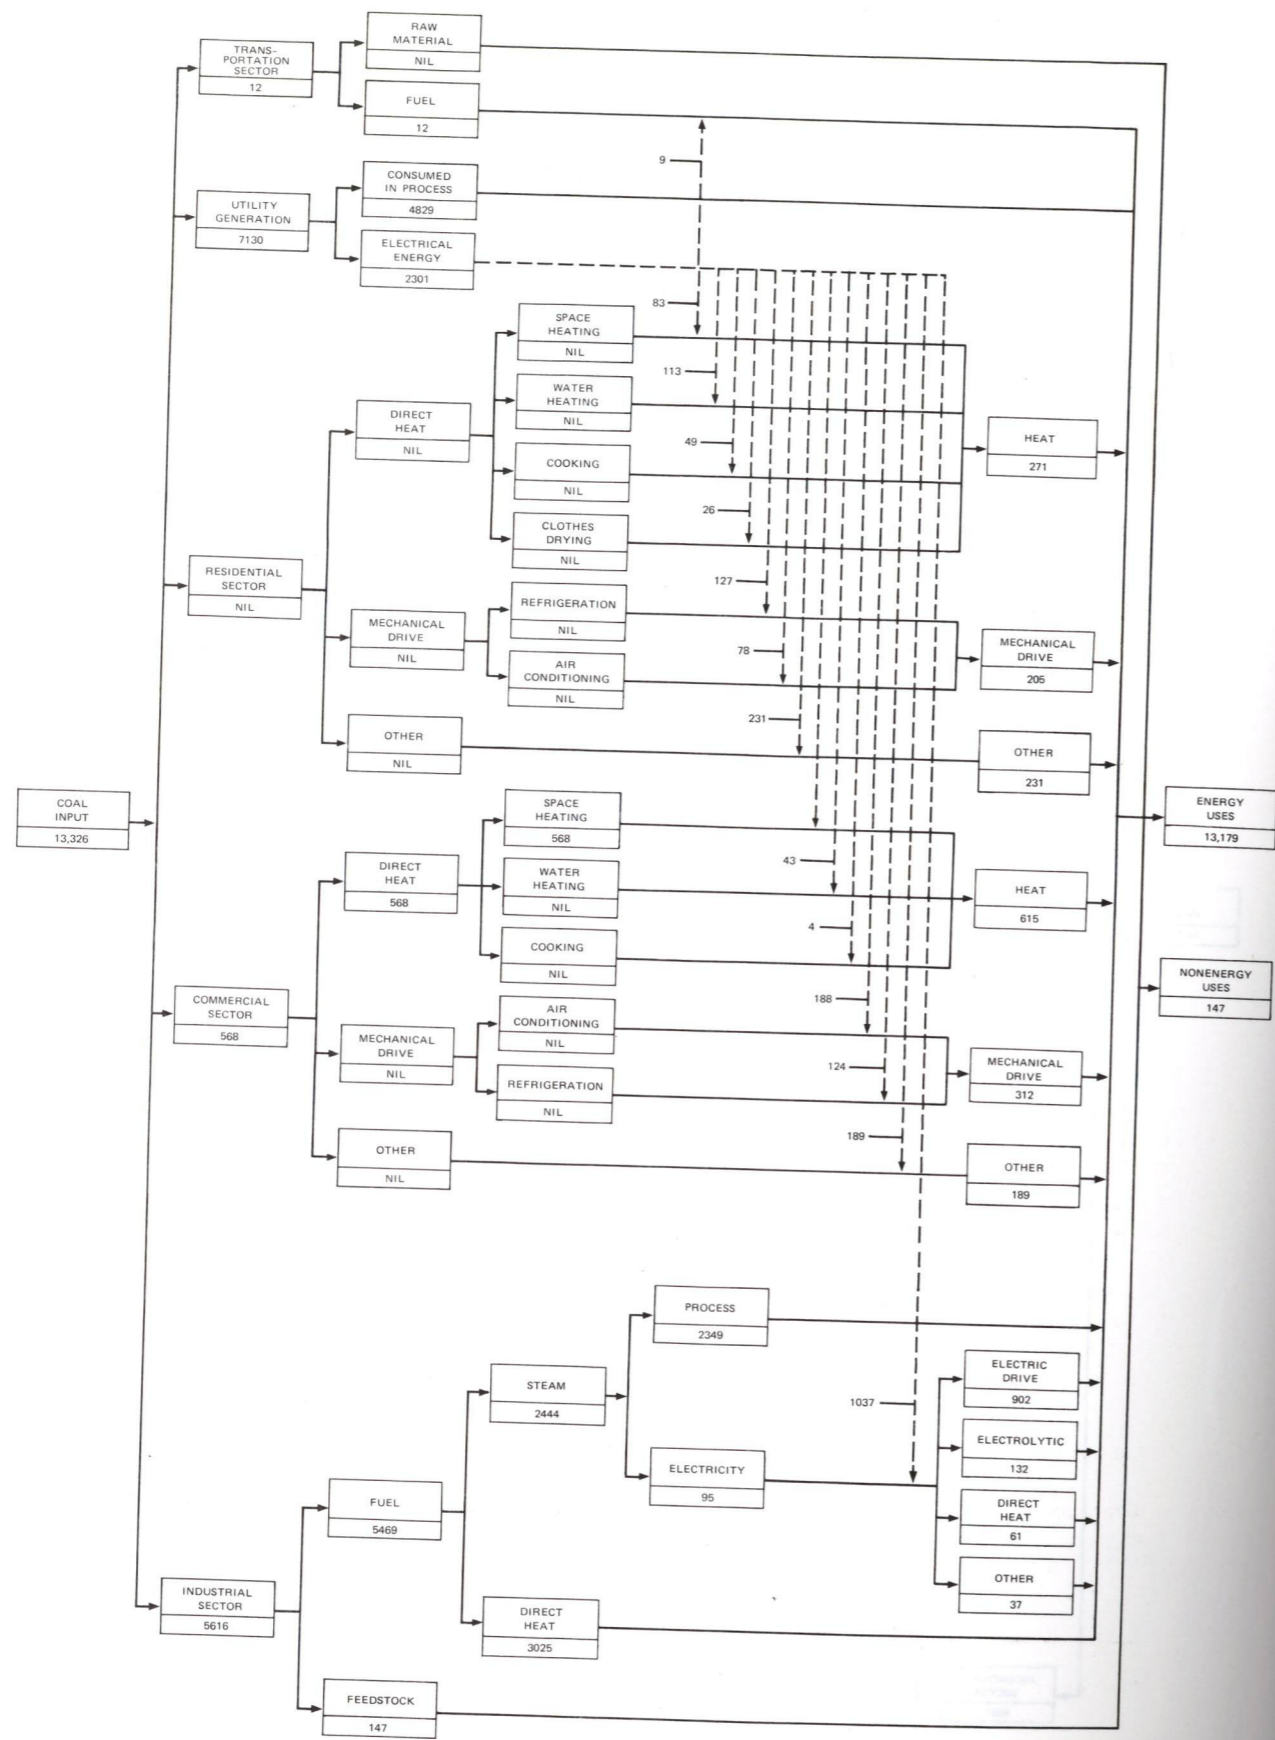 RAW
MATERIAL
NIL
TRANS-
PORTATION
SECTOR
12
FUEL
12
9
CONSUMED
IN PROCESS
4829
UTILITY
GENERATION
7130
ELECTRICAL
ENERGY
2301
83
SPACE
HEATING
NIL
113
WATER
HEATING
NIL
DIRECT
HEAT
NIL
49
HEAT
271
COOKING
NIL
26
CLOTHES
DRYING
NIL
RESIDENTIAL
SECTOR
NIL
127
REFRIGERATION
NIL
MECHANICAL
DRIVE
NIL
78
MECHANICAL
DRIVE
205
AIR
CONDITIONING
NIL
231
OTHER
NIL
OTHER
231
COAL
INPUT
13,326
SPACE
HEATING
568
ENERGY
USES
13,179
DIRECT
HEAT
568
43
WATER
HEATING
NIL
HEAT
615
4
COOKING
NIL
NONENERGY
USES
147
COMMERCIAL
SECTOR
568
188
AIR
CONDITIONING
NIL
MECHANICAL
DRIVE
NIL
124
MECHANICAL
DRIVE
312
REFRIGERATION
NIL
189
OTHER
NIL
OTHER
189
PROCESS
2349
STEAM
2444
ELECTRIC
DRIVE
902
1037
ELECTROLYTIC
132
ELECTRICITY
95
FUEL
5469
DIRECT
HEAT
61
OTHER
37
INDUSTRIAL
SECTOR
5616
DIRECT
HEAT
3025
FEEDSTOCK
147